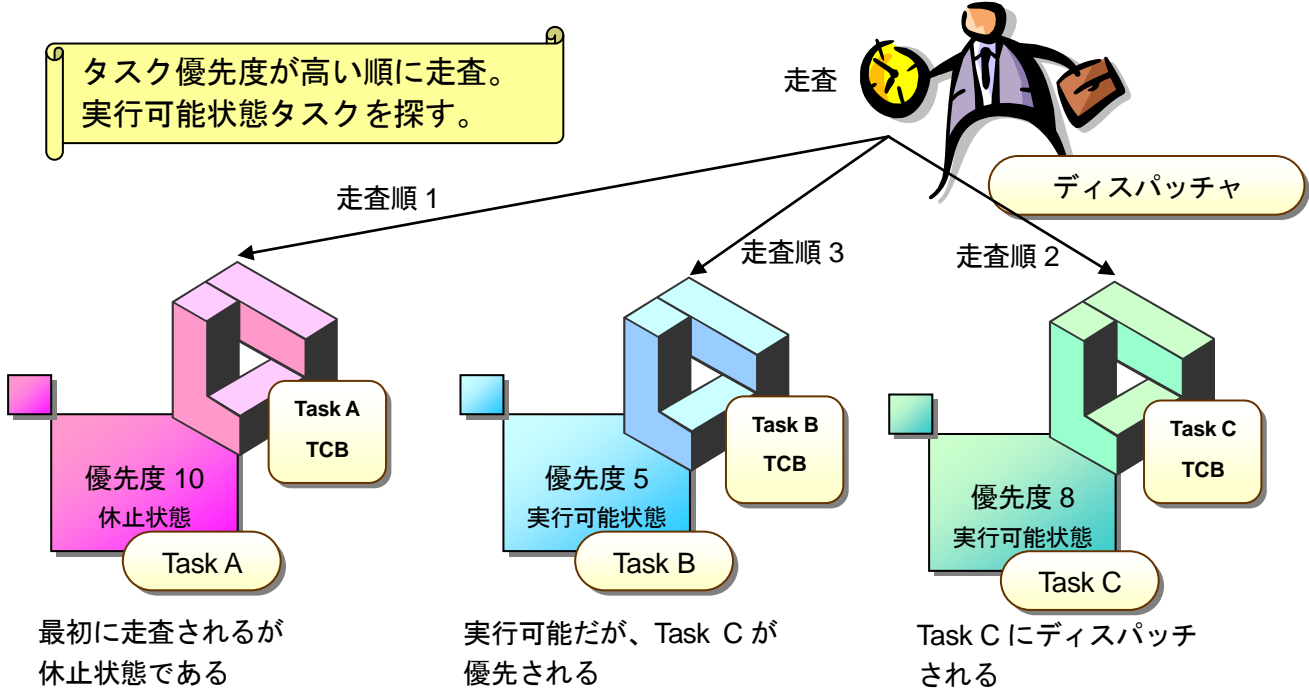 タスク優先度が高い順に走査。
実行可能状態タスクを探す。
走査
ディスパッチャ
走査順 1
走査順 3
走査順 2
Task A
TCB
優先度 10
休止状態
Task A
最初に走査されるが
休止状態である
Task B
TCB
優先度 5
実行可能状態
Task B
実行可能だが、Task C が
優先される
Task C
TCB
優先度 8
実行可能状態
Task C
Task C にディスパッチ
される